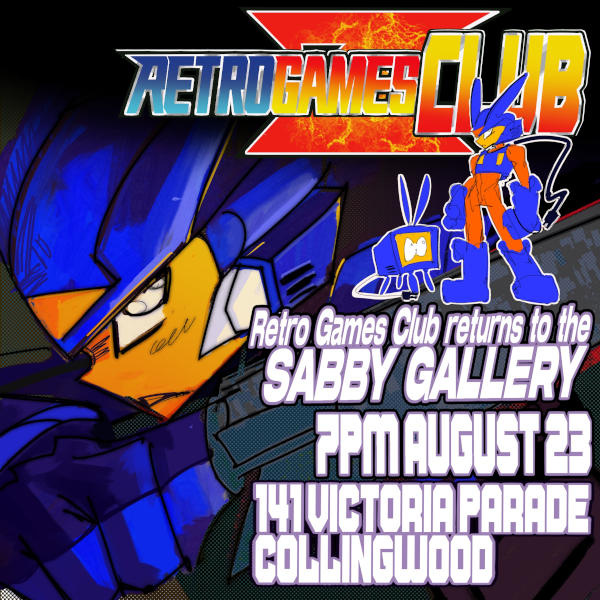 RETRO GAMES CLUB
Retro Games Club returns to the
SABBY GALLERY
7PM AUGUST 23
141 VICTORIA PARADE
COLLINGWOOD